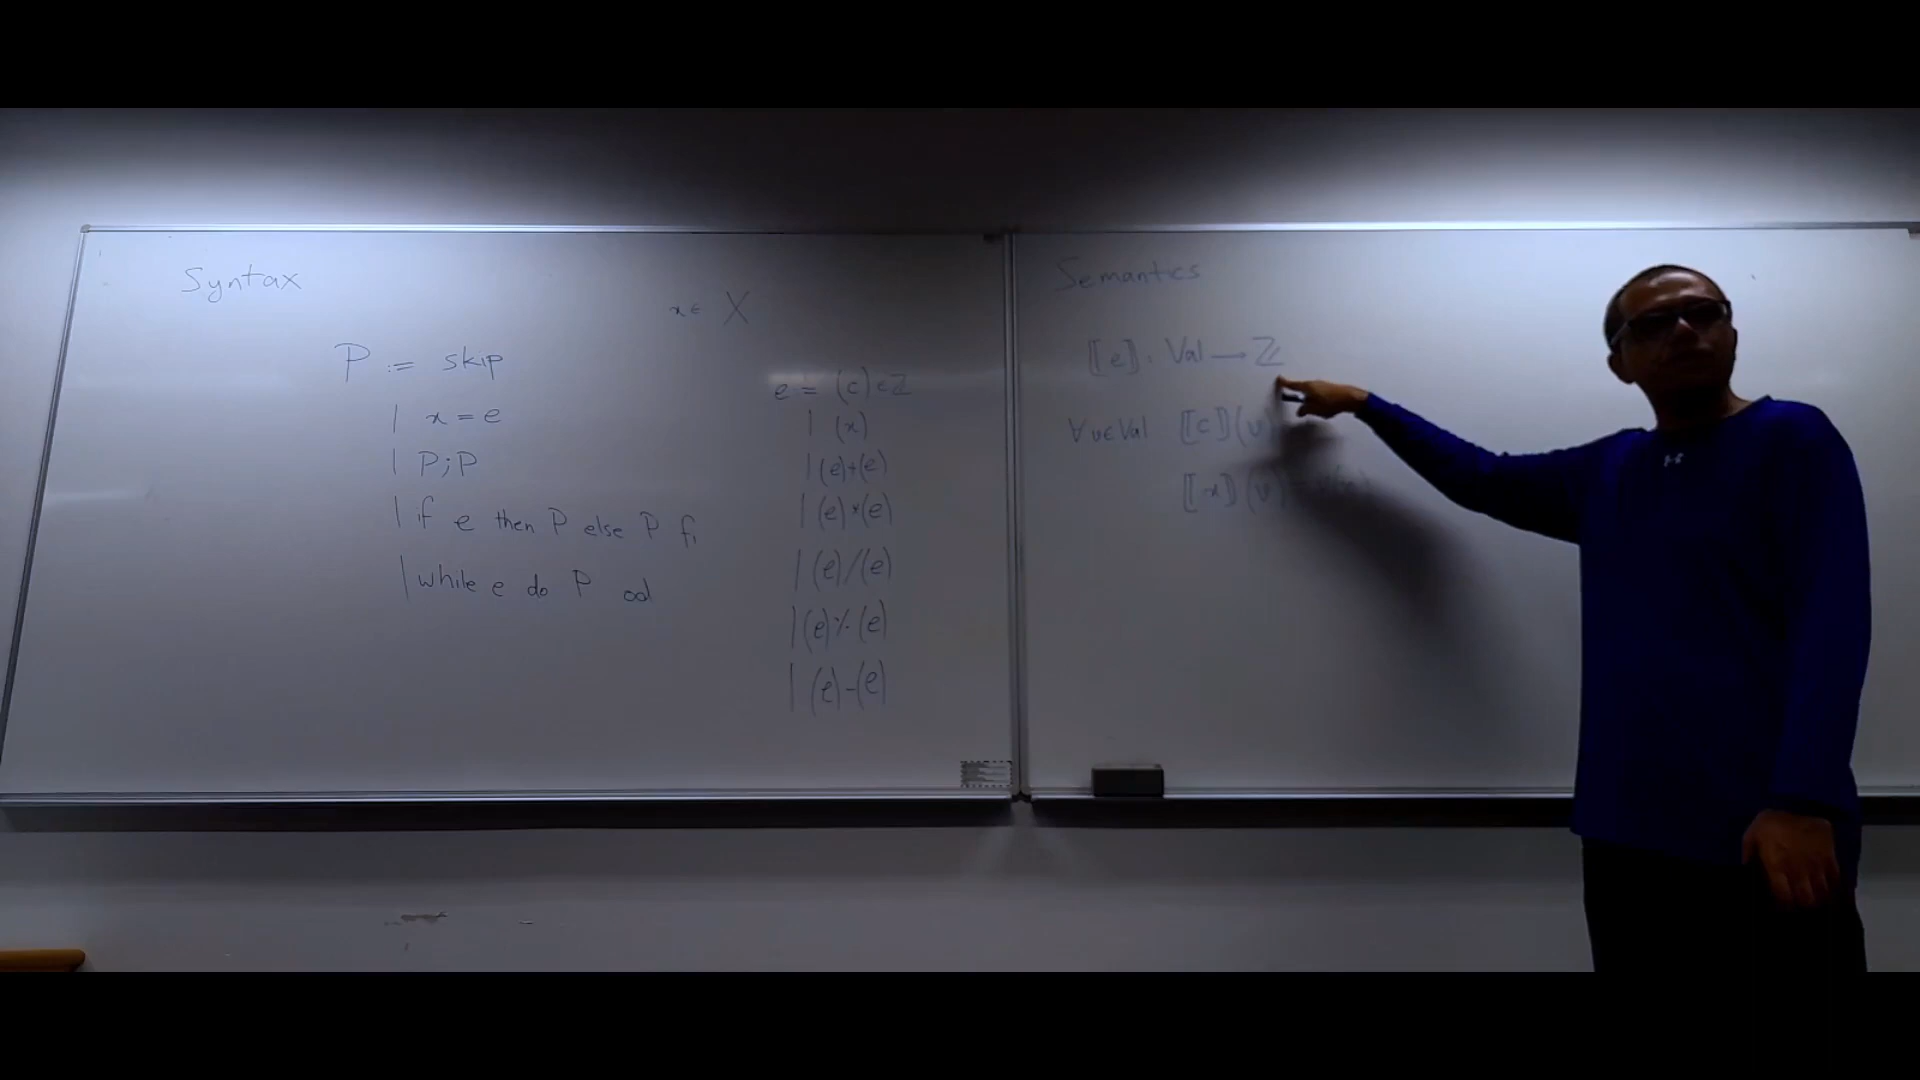 Syntax
x ∈ X
P := skip
| x = e
| P;P
| if e then P else P fi
| while e do P od
e := (c) ∈ ℤ
| (x)
| (e)+(e)
| (e)*(e)
| (e)/(e)
| (e)%(e)
| (e)-(e)
Semantics
⟦e⟧: Val → ℤ
∀ v ∈ Val ⟦c⟧(v)
⟦x⟧(v) =